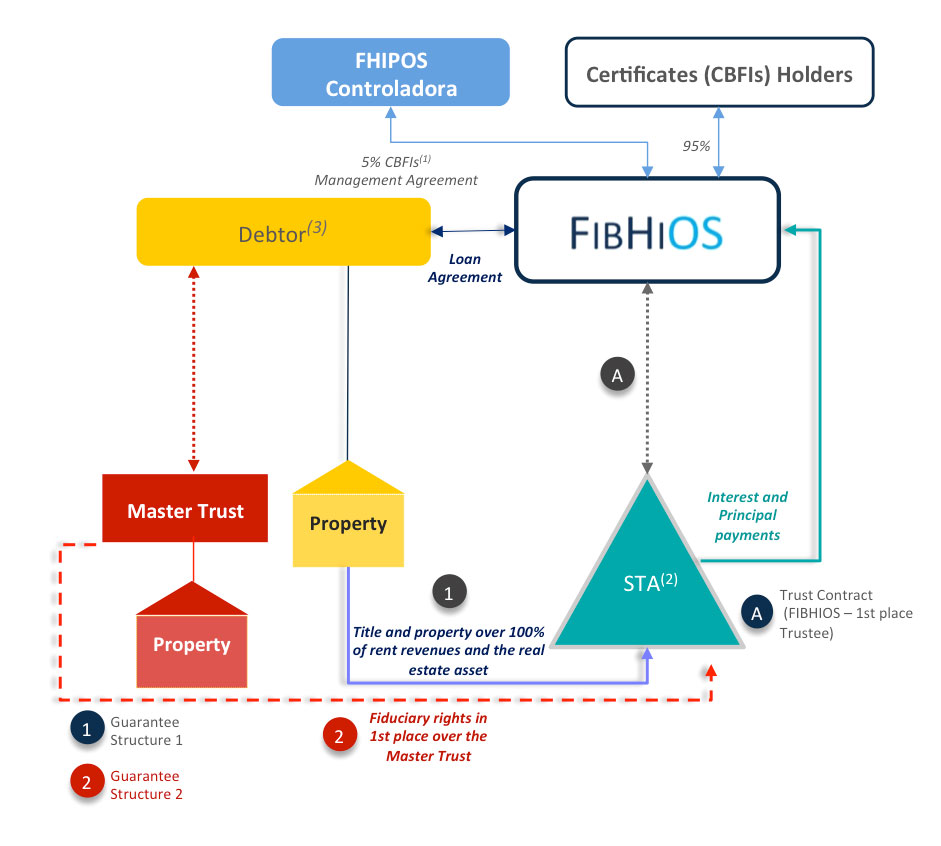 FHIPOS
Controladora
Certificates (CBFIs) Holders
95%
5% CBFIs(1)
Management Agreement
Debtor(3)
FIBHIOS
Loan
Agreement
A
Master Trust
Property
Interest and
Principal
payments
STA(2)
1
A
Trust Contract
(FIBHIOS – 1st place
Trustee)
Property
Title and property over 100%
of rent revenues and the real
estate asset
1
Guarantee
Structure 1
2
Fiduciary rights in
1st place over the
Master Trust
2
Guarantee
Structure 2